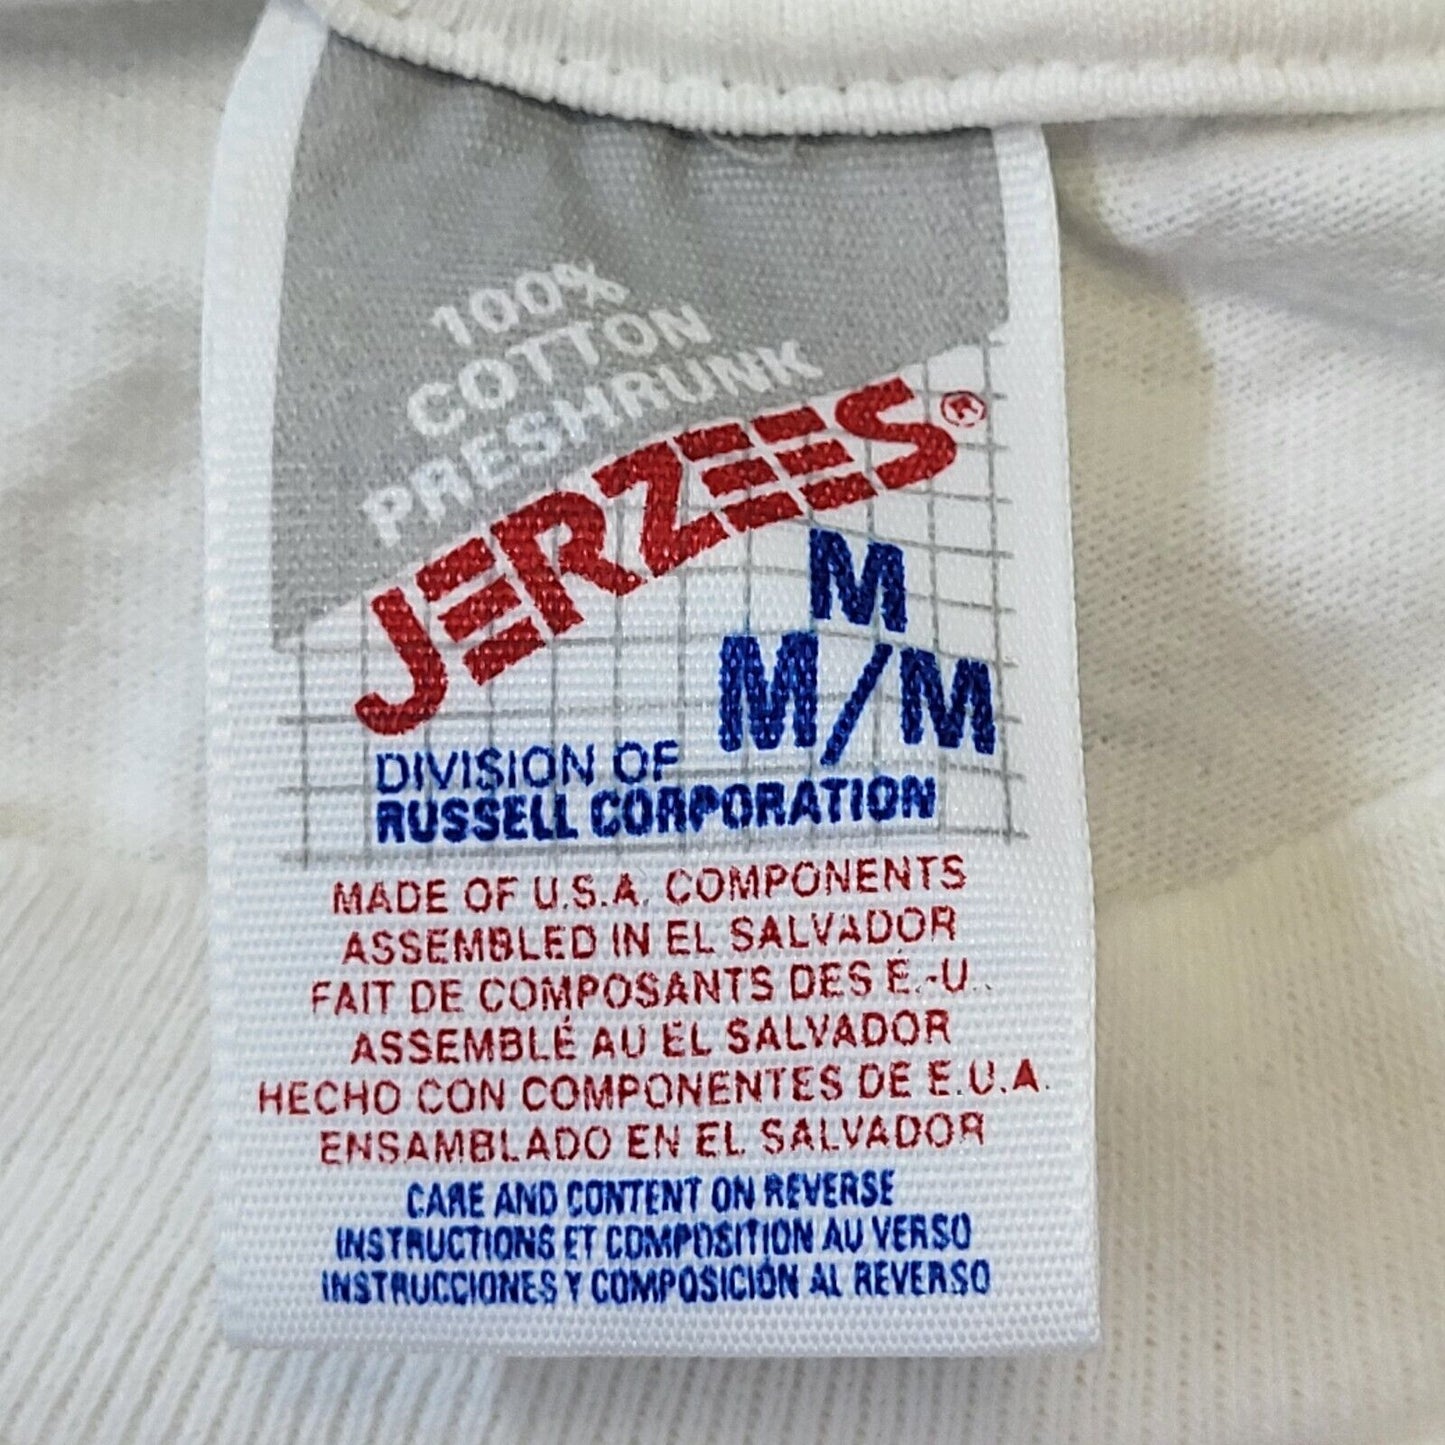 100%
COTTON
PRESHRUNK
JERZEES®
M
M/M
DIVISION OF
RUSSELL CORPORATION
MADE OF U.S.A. COMPONENTS
ASSEMBLED IN EL SALVADOR
FAIT DE COMPOSANTS DES É.-U.
ASSEMBLÉ AU EL SALVADOR
HECHO CON COMPONENTES DE E.U.A.
ENSAMBLADO EN EL SALVADOR
CARE AND CONTENT ON REVERSE
INSTRUCTIONS ET COMPOSITION AU VERSO
INSTRUCCIONES Y COMPOSICIÓN AL REVERSO